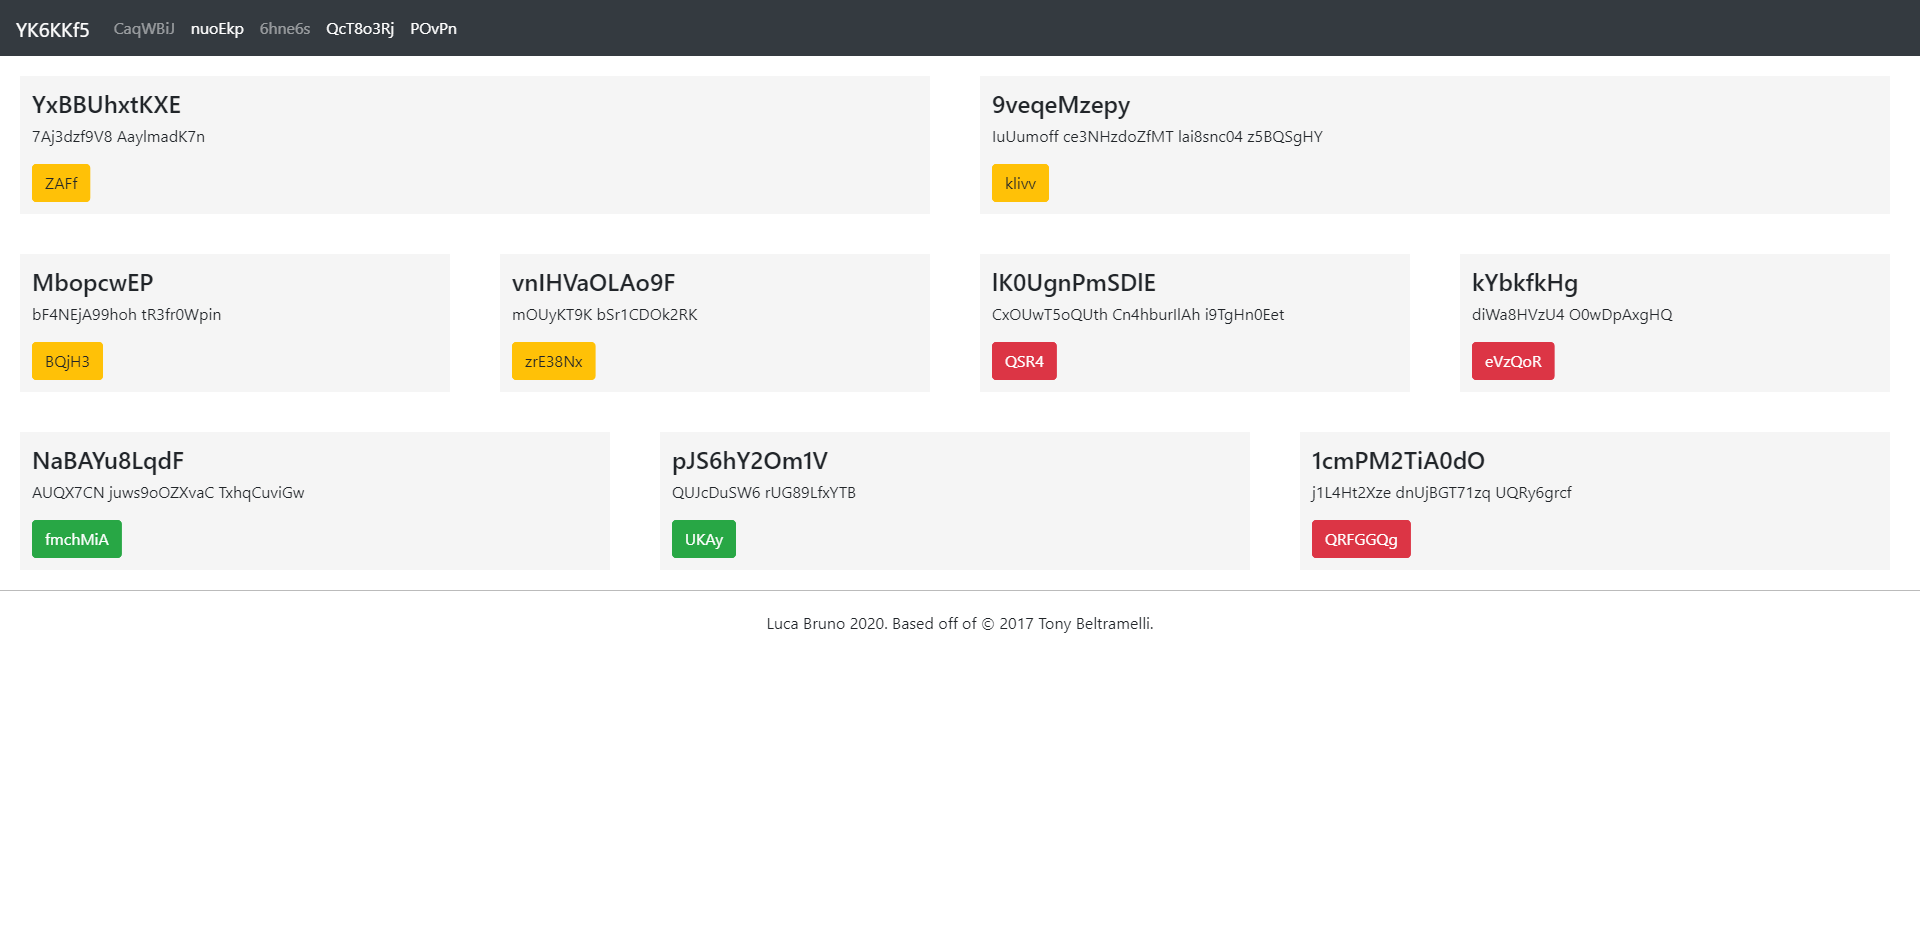 YK6KKf5 CaqWBiJ nuoEkp 6hne6s QcT8o3Rj POvPn
YxBBUhxtKXE
7Aj3dzf9V8 AaylmadK7n
ZAFf
9veqeMzepy
IuUumoff ce3NHzdoZfMT lai8snc04 z5BQSgHY
klivv
MbopcwEP
bF4NEjA99hoh tR3fr0Wpin
BQjH3
vnIHVaOLAo9F
mOUyKT9K bSr1CDOk2RK
zrE38Nx
lK0UgnPmSDlE
CxOUwT5oQUth Cn4hburIlAh i9TgHn0Eet
QSR4
kYbkfkHg
diWa8HVzU4 O0wDpAxgHQ
eVzQoR
NaBAYu8LqdF
AUQX7CN juws9oOZXvaC TxhqCuviGw
fmchMiA
pJS6hY2Om1V
QUJcDuSW6 rUG89LfxYTB
UKAy
1cmPM2TiA0dO
j1L4Ht2Xze dnUjBGT71zq UQRy6grcf
QRFGGQg
Luca Bruno 2020. Based off of © 2017 Tony Beltramelli.